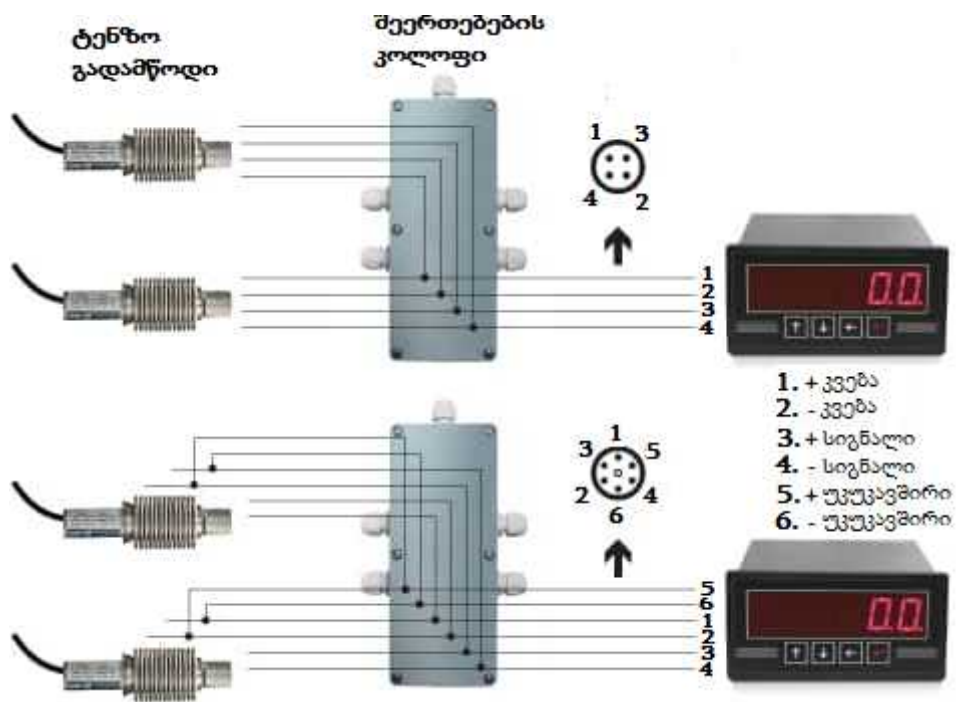 ტენზო
გადამწოდი
შეერთებების
კოლოფი
1 3
4 2
0.0.
1
2
3
4
1. + კვება
2. - კვება
3. + სიგნალი
4. - სიგნალი
5. + უკუკავშირი
6. - უკუკავშირი
1
3 5
2 4
6
0.0.
5
6
1
2
3
4